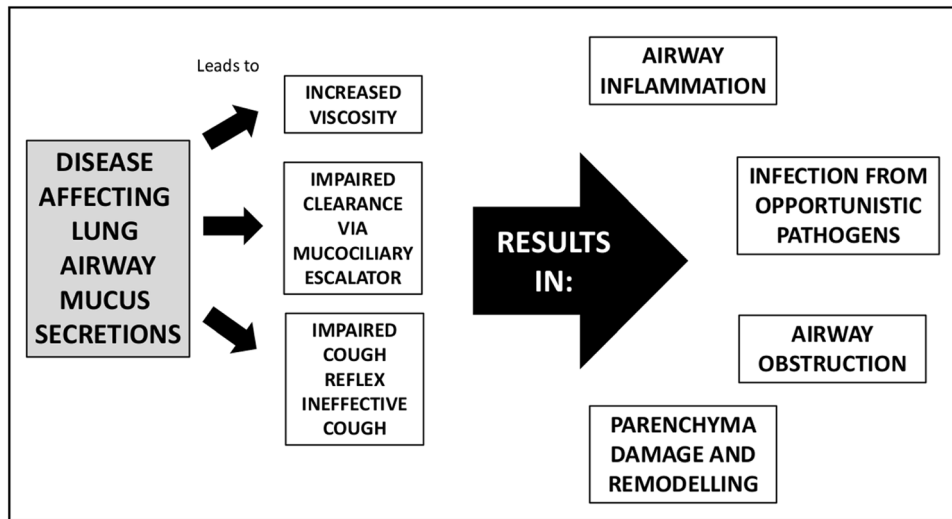 Leads to
DISEASE
AFFECTING
LUNG
AIRWAY
MUCUS
SECRETIONS
INCREASED
VISCOSITY
IMPAIRED
CLEARANCE
VIA
MUCOCILIARY
ESCALATOR
IMPAIRED
COUGH
REFLEX
INEFFECTIVE
COUGH
RESULTS
IN:
AIRWAY
INFLAMMATION
INFECTION FROM
OPPORTUNISTIC
PATHOGENS
AIRWAY
OBSTRUCTION
PARENCHYMA
DAMAGE AND
REMODELLING